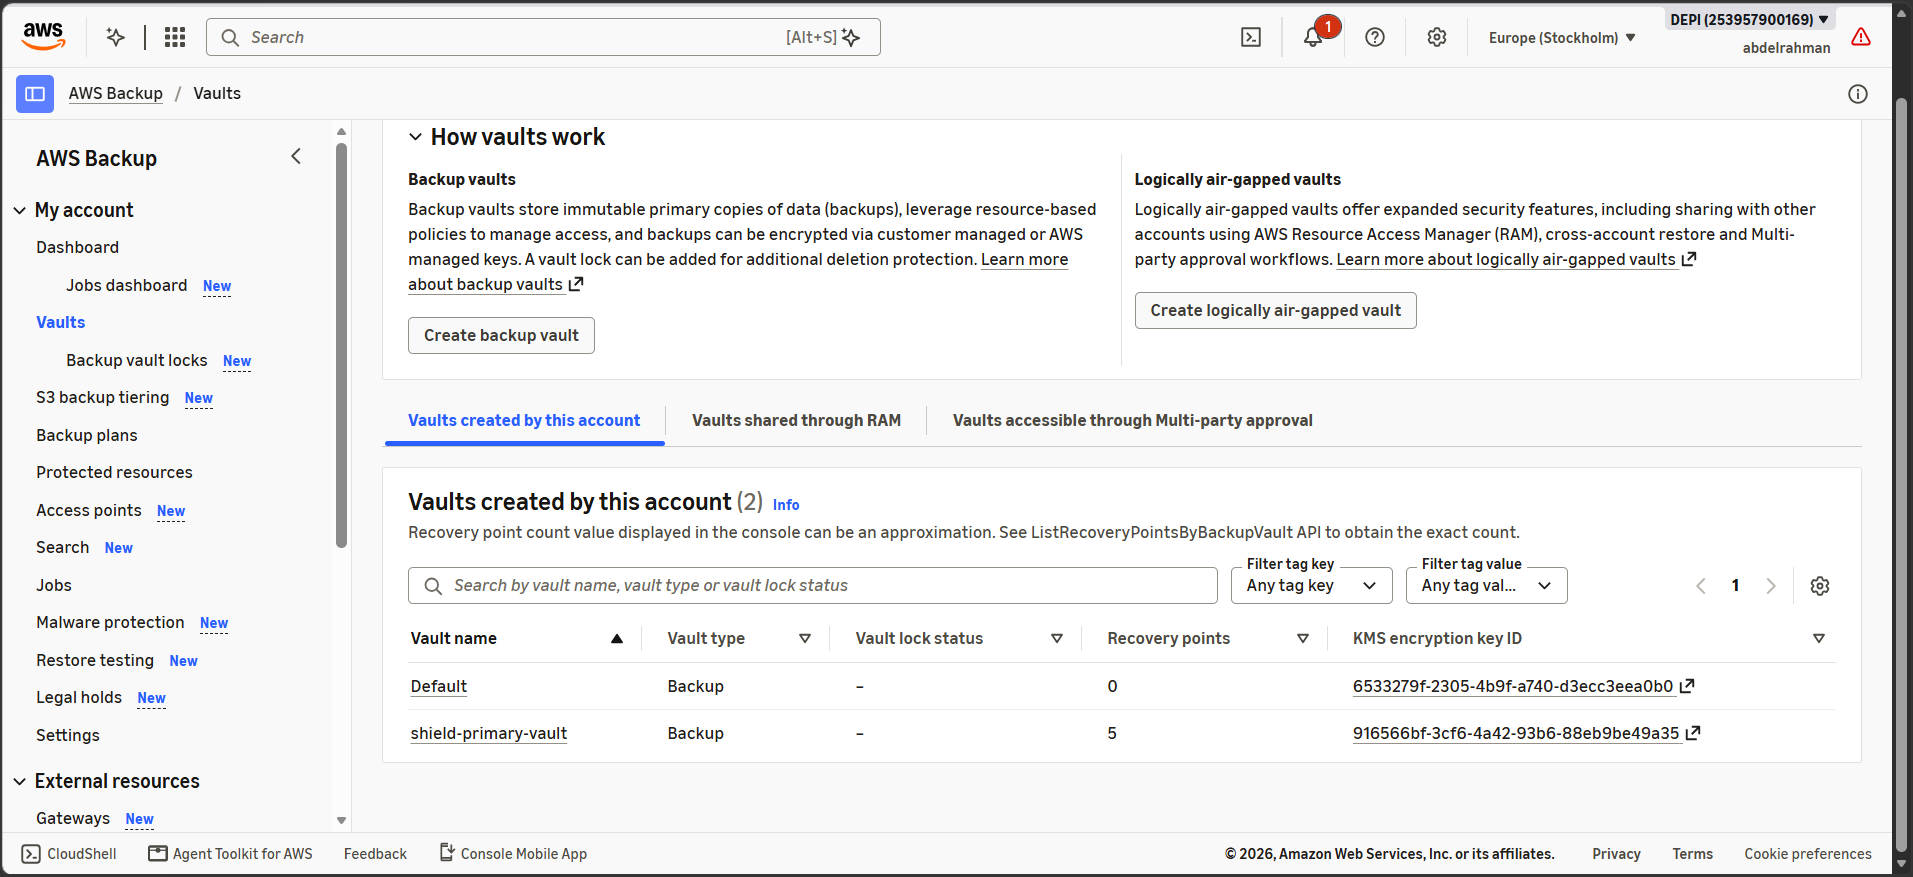 aws
Search
[Alt+S]
1
Europe (Stockholm)
DEPI (253957900169)
abdelrahman
AWS Backup / Vaults
AWS Backup
My account
Dashboard
Jobs dashboard New
Vaults
Backup vault locks New
S3 backup tiering New
Backup plans
Protected resources
Access points New
Search New
Jobs
Malware protection New
Restore testing New
Legal holds New
Settings
External resources
Gateways New
How vaults work
Backup vaults
Backup vaults store immutable primary copies of data (backups), leverage resource-based
policies to manage access, and backups can be encrypted via customer managed or AWS
managed keys. A vault lock can be added for additional deletion protection. Learn more
about backup vaults
Create backup vault
Logically air-gapped vaults
Logically air-gapped vaults offer expanded security features, including sharing with other
accounts using AWS Resource Access Manager (RAM), cross-account restore and Multi-
party approval workflows. Learn more about logically air-gapped vaults
Create logically air-gapped vault
Vaults created by this account
Vaults shared through RAM
Vaults accessible through Multi-party approval
Vaults created by this account (2) Info
Recovery point count value displayed in the console can be an approximation. See ListRecoveryPointsByBackupVault API to obtain the exact count.
Search by vault name, vault type or vault lock status
Filter tag key
Any tag key
Filter tag value
Any tag val...
1
Vault name Vault type Vault lock status Recovery points KMS encryption key ID
Default Backup – 0 6533279f-2305-4b9f-a740-d3ecc3eea0b0
shield-primary-vault Backup – 5 916566bf-3cf6-4a42-93b6-88eb9be49a35
CloudShell Agent Toolkit for AWS Feedback Console Mobile App
© 2026, Amazon Web Services, Inc. or its affiliates. Privacy Terms Cookie preferences